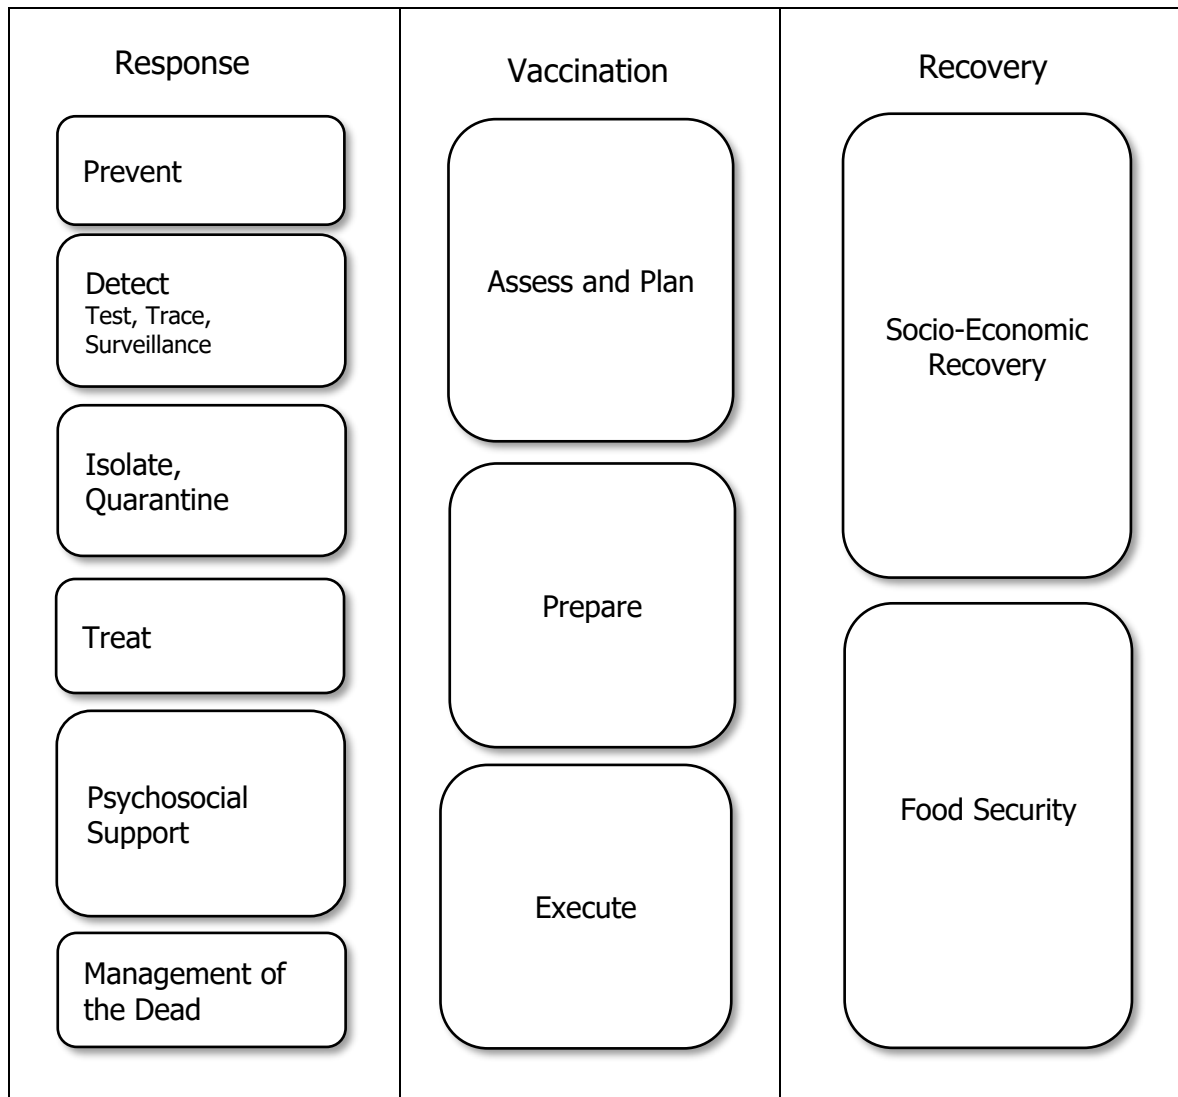 Response
Prevent
Detect
Test, Trace,
Surveillance
Isolate,
Quarantine
Treat
Psychosocial
Support
Management of
the Dead
Vaccination
Assess and Plan
Prepare
Execute
Recovery
Socio-Economic
Recovery
Food Security